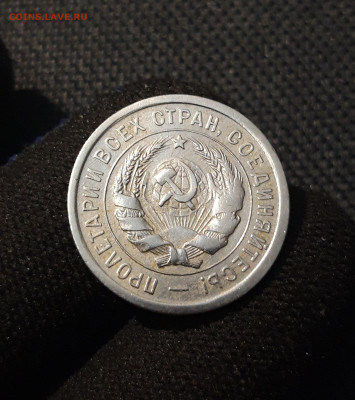 COINS.LAVE.RU
ПРОЛЕТАРИИ ВСЕХ СТРАН, СОЕДИНЯЙТЕСЬ! —